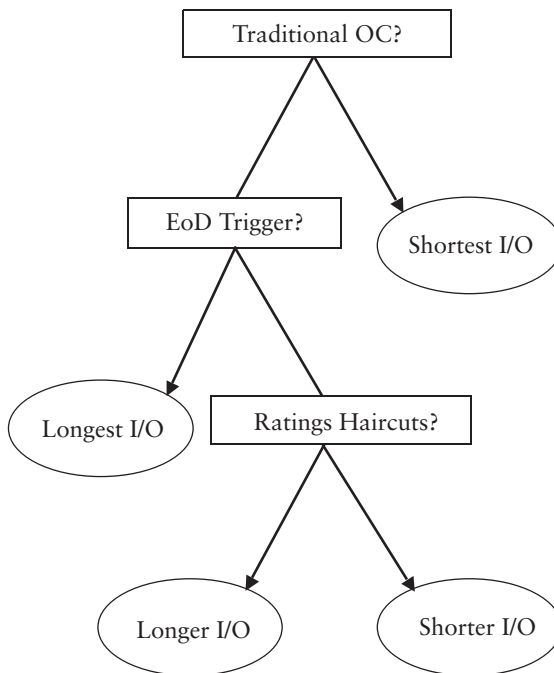 Traditional OC?
EoD Trigger?
Shortest I/O
Longest I/O
Ratings Haircuts?
Longer I/O
Shorter I/O